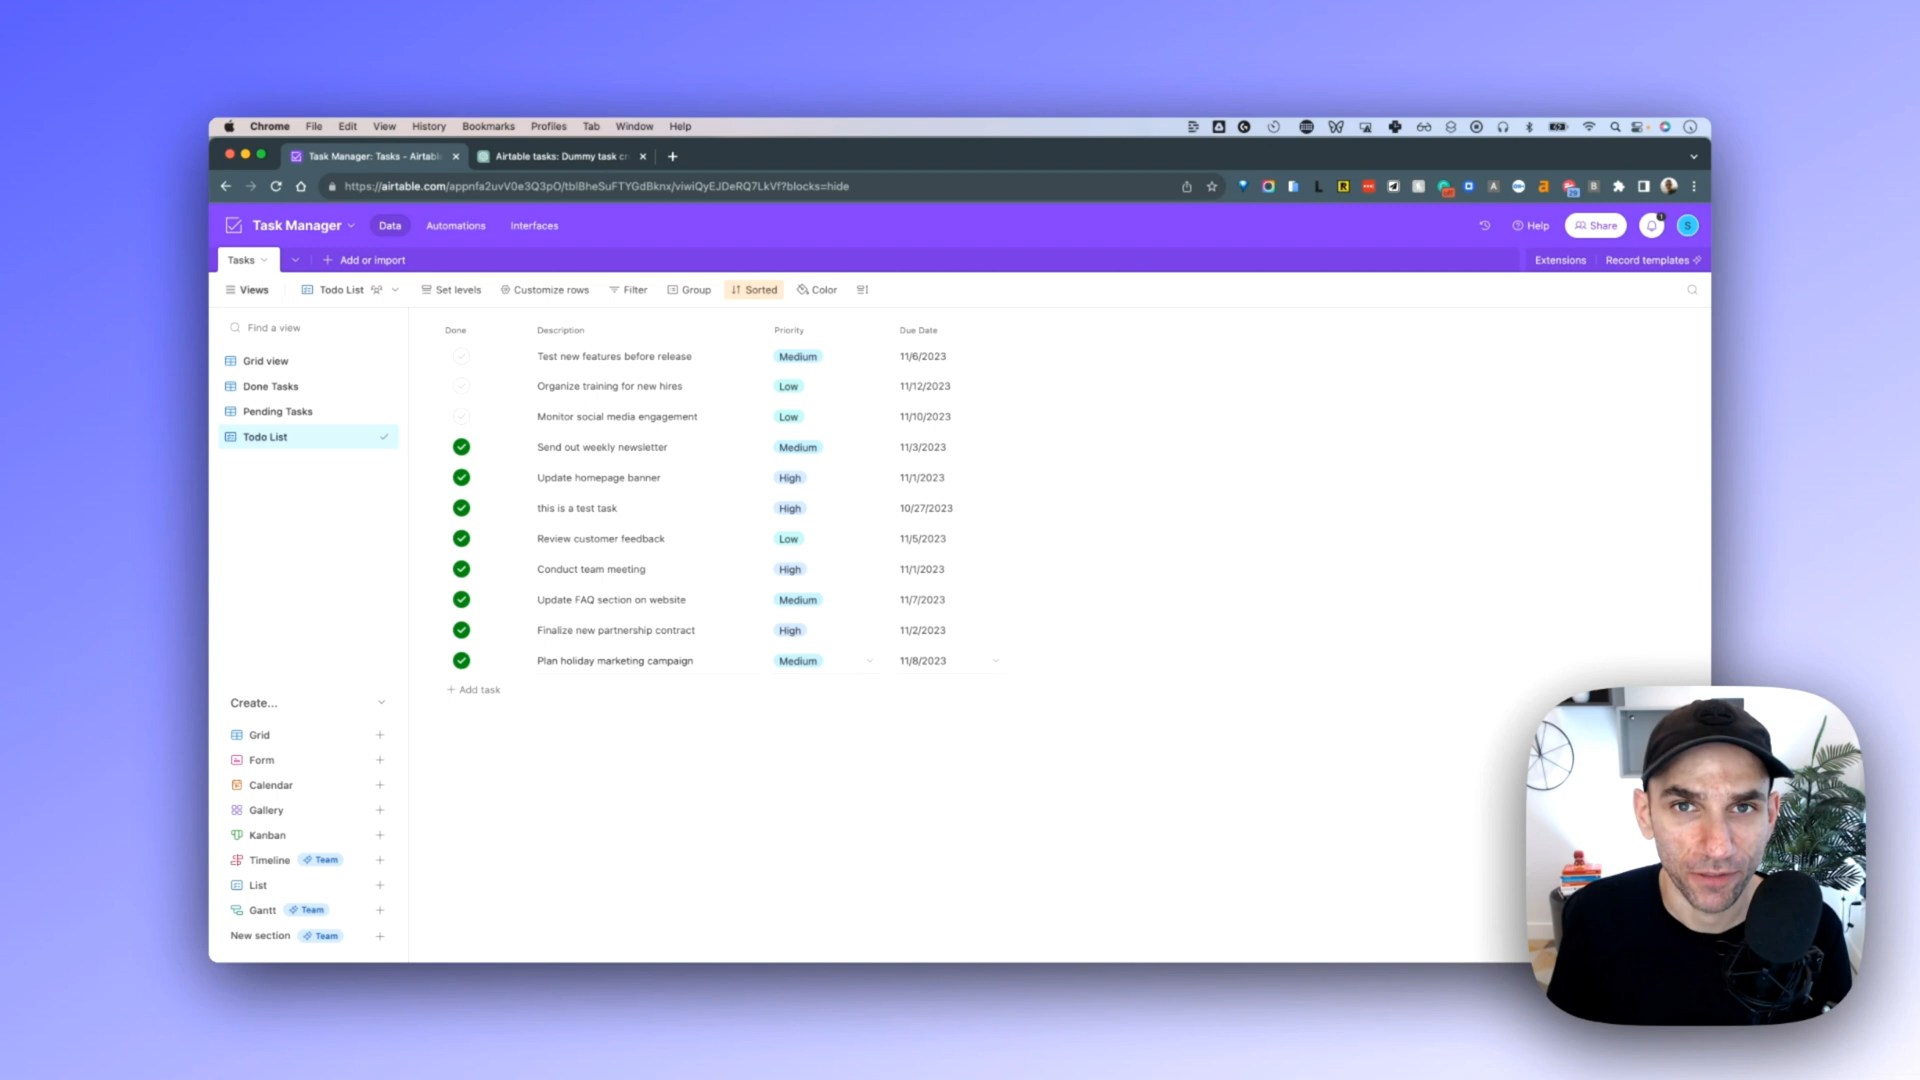 Chrome File Edit View History Bookmarks Profiles Tab Window Help
Task Manager: Tasks - Airtable
Airtable tasks: Dummy task cr
https://airtable.com/appnfa2uvV0e3Q3pO/tblBheSuFTYGdBknx/viwiQyEJDeRQ7LkVf?blocks=hide
Task Manager Data Automations Interfaces Help Share 1 S
Tasks Add or import Extensions Record templates
Views Todo List Set levels Customize rows Filter Group Sorted Color
Find a view
Grid view
Done Tasks
Pending Tasks
Todo List
Create...
Grid
Form
Calendar
Gallery
Kanban
Timeline Team
List
Gantt Team
New section Team
Done Description Priority Due Date
Test new features before release Medium 11/6/2023
Organize training for new hires Low 11/12/2023
Monitor social media engagement Low 11/10/2023
Send out weekly newsletter Medium 11/3/2023
Update homepage banner High 11/1/2023
this is a test task High 10/27/2023
Review customer feedback Low 11/5/2023
Conduct team meeting High 11/1/2023
Update FAQ section on website Medium 11/7/2023
Finalize new partnership contract High 11/2/2023
Plan holiday marketing campaign Medium 11/8/2023
Add task